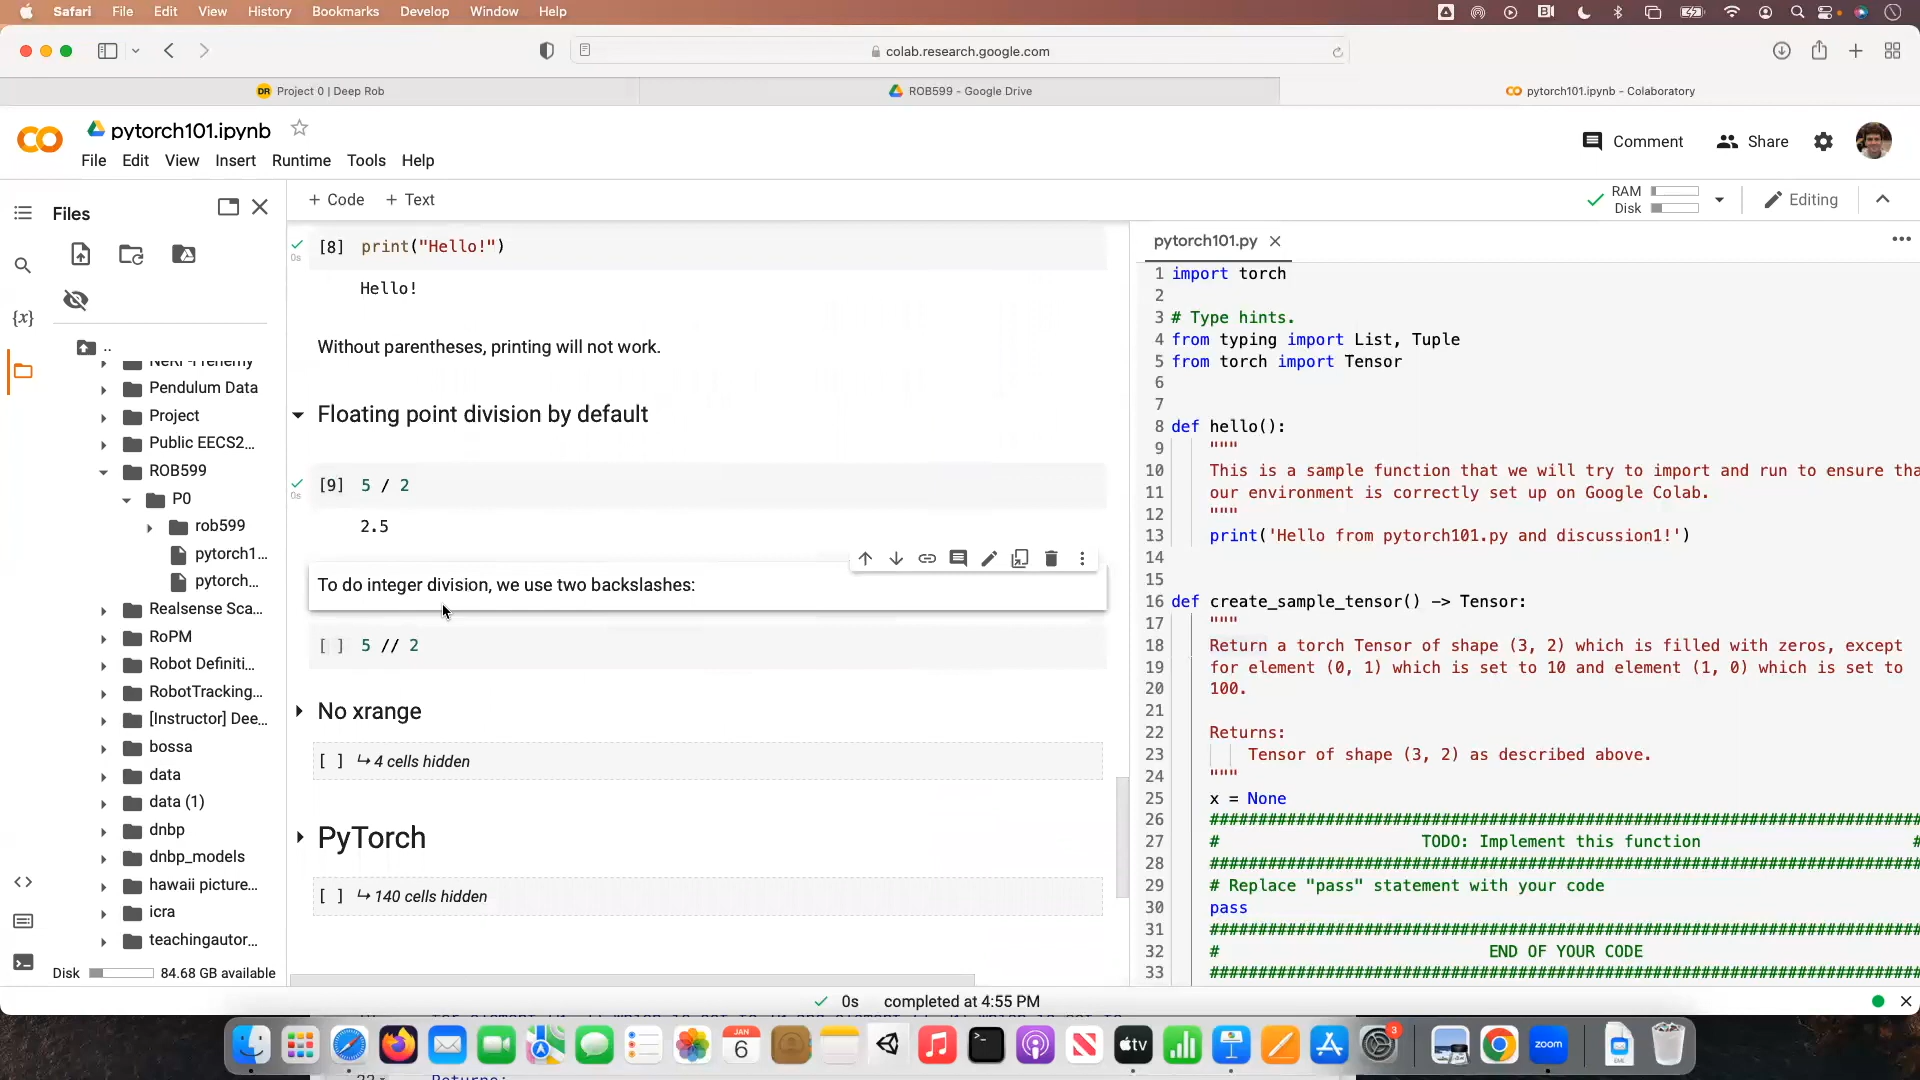 Safari File Edit View History Bookmarks Develop Window Help
colab.research.google.com
DR Project 0 | Deep Rob
ROB599 - Google Drive
pytorch101.ipynb - Colaboratory
pytorch101.ipynb
File Edit View Insert Runtime Tools Help
Comment
Share
Files
+ Code + Text
RAM
Disk
Editing
..
Pendulum Data
Project
Public EECS2...
ROB599
P0
rob599
pytorch1...
pytorch...
Realsense Sca...
RoPM
Robot Definiti...
RobotTracking...
[Instructor] Dee...
bossa
data
data (1)
dnbp
dnbp_models
hawaii picture...
icra
teachingautor...
Disk 84.68 GB available
[8] print("Hello!")
0s
Hello!
Without parentheses, printing will not work.
Floating point division by default
[9] 5 / 2
0s
2.5
To do integer division, we use two backslashes:
[ ] 5 // 2
No xrange
[ ] ↳ 4 cells hidden
PyTorch
[ ] ↳ 140 cells hidden
pytorch101.py
1 import torch
2
3 # Type hints.
4 from typing import List, Tuple
5 from torch import Tensor
6
7
8 def hello():
9 """
10 This is a sample function that we will try to import and run to ensure tha
11 our environment is correctly set up on Google Colab.
12 """
13 print('Hello from pytorch101.py and discussion1!')
14
15
16 def create_sample_tensor() -> Tensor:
17 """
18 Return a torch Tensor of shape (3, 2) which is filled with zeros, except
19 for element (0, 1) which is set to 10 and element (1, 0) which is set to
20 100.
21
22 Returns:
23 Tensor of shape (3, 2) as described above.
24 """
25 x = None
26 ##########################################################################
27 # TODO: Implement this function #
28 ##########################################################################
29 # Replace "pass" statement with your code
30 pass
31 ##########################################################################
32 # END OF YOUR CODE
33 ##########################################################################
0s completed at 4:55 PM
JAN
6
tv
3
zoom